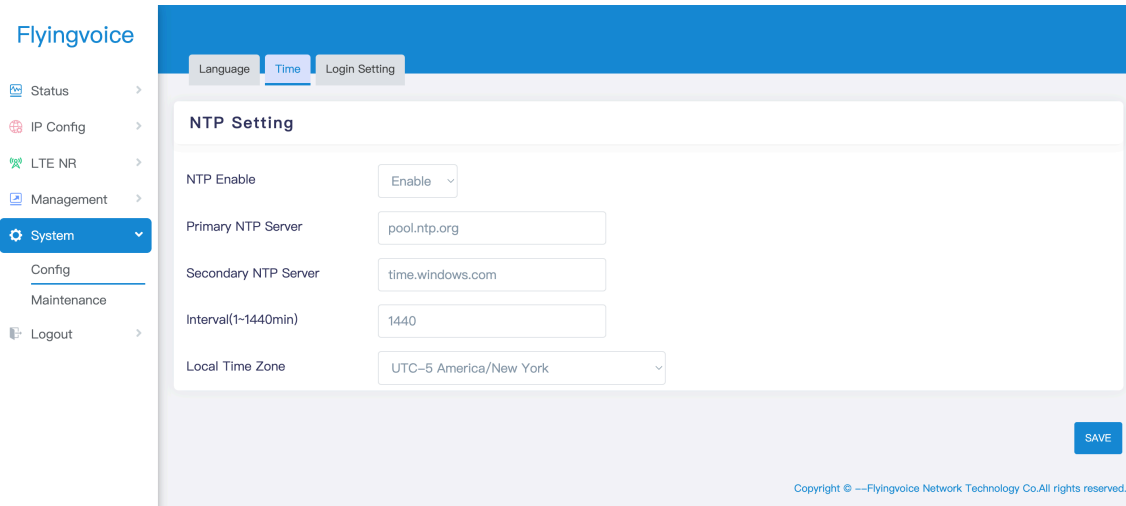 Flyingvoice
Status
IP Config
LTE NR
Management
System
Config
Maintenance
Logout
Language Time Login Setting
NTP Setting
NTP Enable Enable
Primary NTP Server pool.ntp.org
Secondary NTP Server time.windows.com
Interval(1~1440min) 1440
Local Time Zone UTC-5 America/New York
SAVE
Copyright © --Flyingvoice Network Technology Co.All rights reserved.